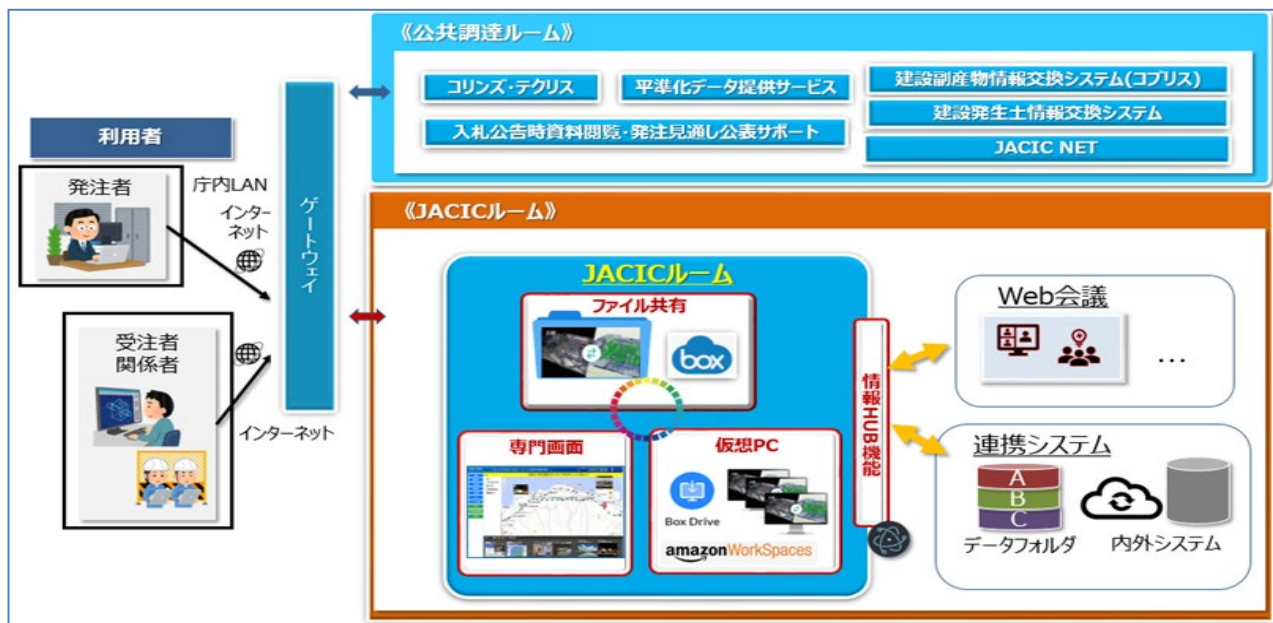 《公共調達ルーム》
コリンズ・テクリス
平準化データ提供サービス
建設副産物情報交換システム(コブリス)
建設発生土情報交換システム
入札公告時資料閲覧・発注見通し公表サポート
JACIC NET
利用者
発注者
庁内LAN
インター
ネット
ゲートウェイ
受注者
関係者
インターネット
《JACICルーム》
JACICルーム
ファイル共有
box
専門画面
仮想PC
Box Drive
amazon WorkSpaces
情報HUB機能
Web会議
…
連携システム
A
B
C
データフォルダ
内外システム